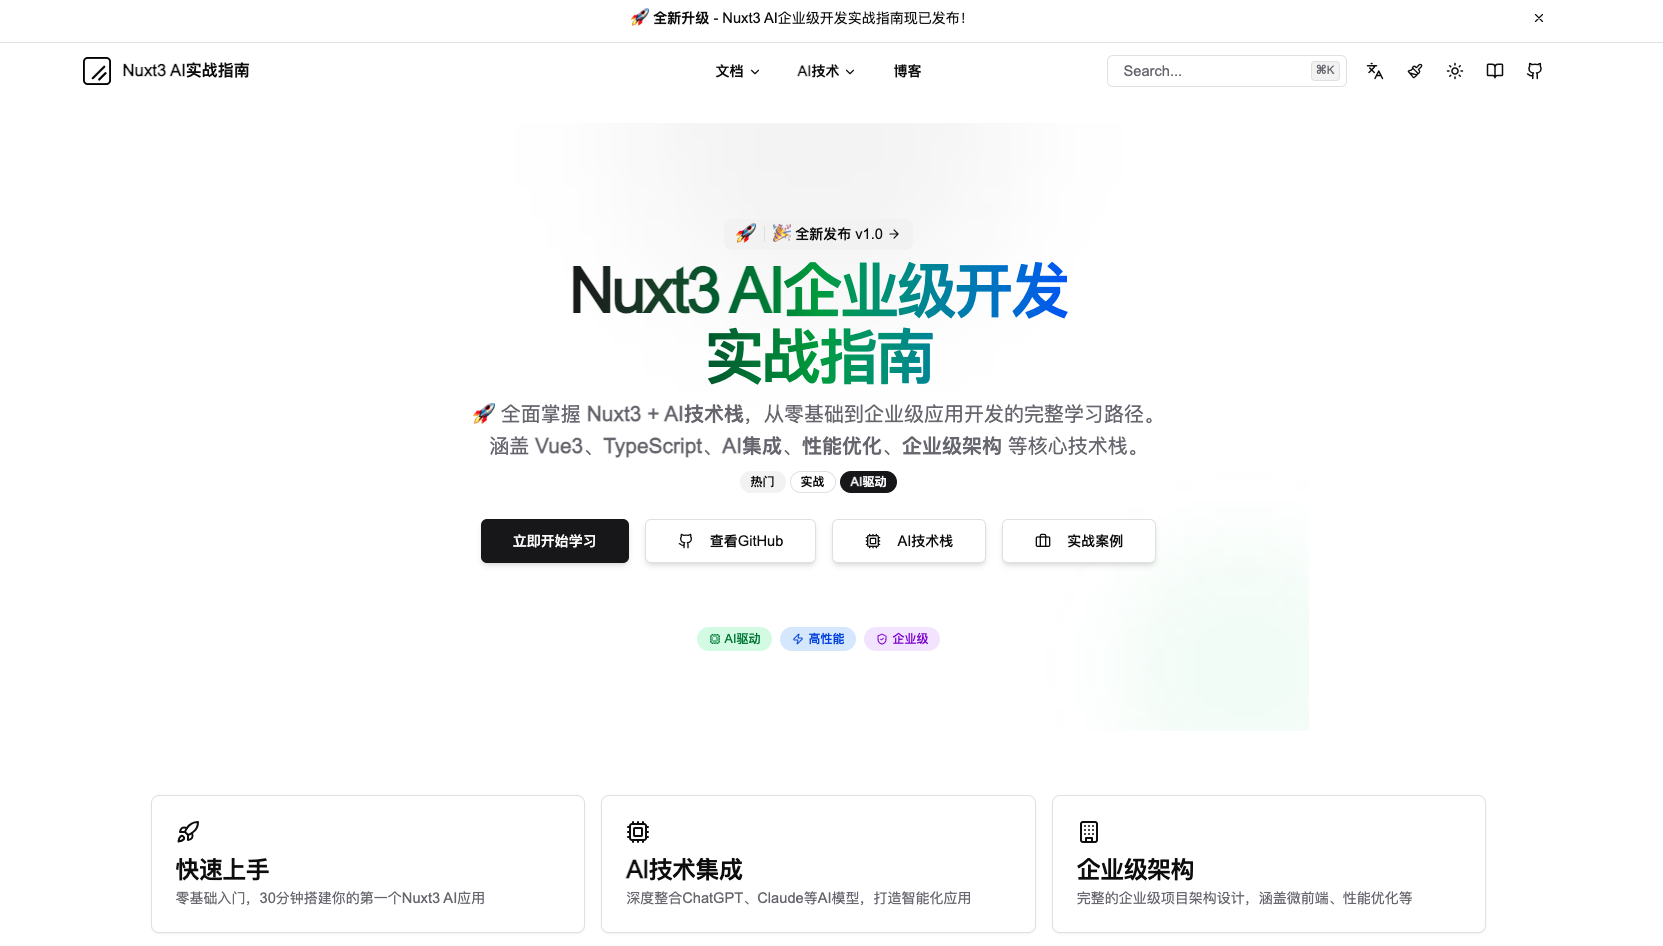 🚀 全新升级 - Nuxt3 AI企业级开发实战指南现已发布！
Nuxt3 AI实战指南
文档
AI技术
博客
Search...
⌘K
🚀 🎉 全新发布 v1.0 →
Nuxt3 AI企业级开发
实战指南
🚀 全面掌握 Nuxt3 + AI技术栈，从零基础到企业级应用开发的完整学习路径。
涵盖 Vue3、TypeScript、AI集成、性能优化、企业级架构 等核心技术栈。
热门 实战 AI驱动
立即开始学习
查看GitHub
AI技术栈
实战案例
AI驱动 高性能 企业级
快速上手
零基础入门，30分钟搭建你的第一个Nuxt3 AI应用
AI技术集成
深度整合ChatGPT、Claude等AI模型，打造智能化应用
企业级架构
完整的企业级项目架构设计，涵盖微前端、性能优化等